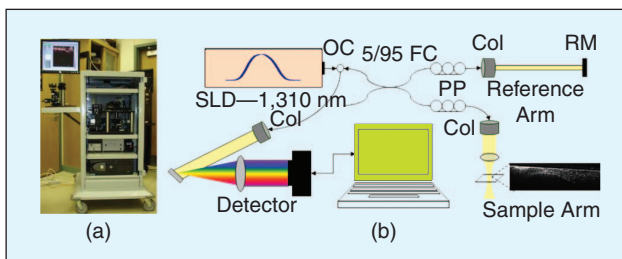 OC
5/95 FC
Col
RM
SLD—1,310 nm
PP
Reference
Arm
Col
Col
Detector
Sample Arm
(a)
(b)